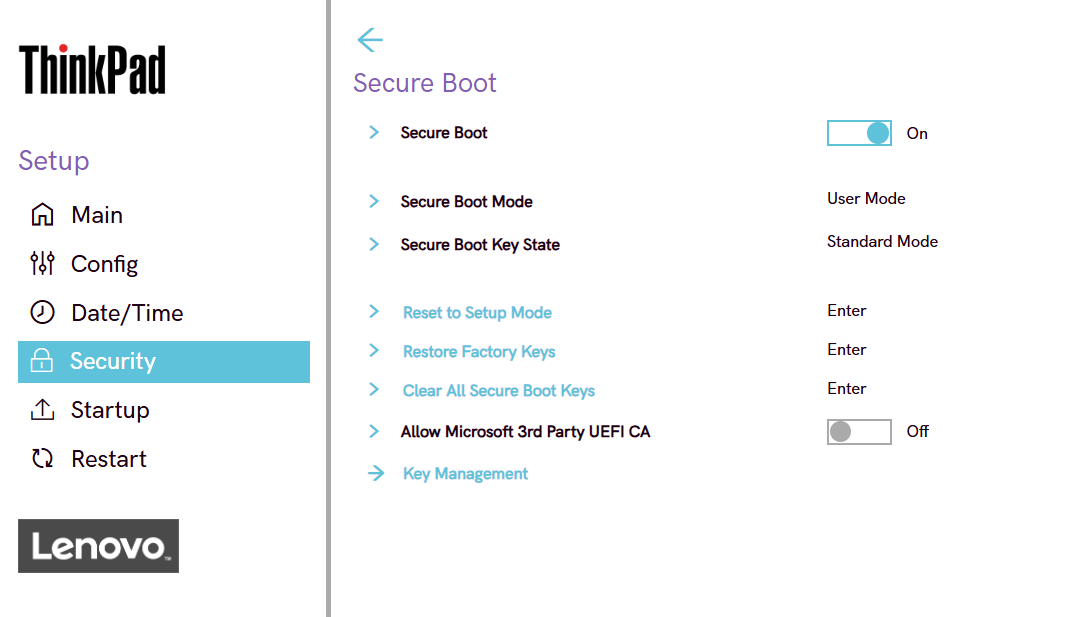 ThinkPad
Setup
Main
Config
Date/Time
Security
Startup
Restart
Lenovo™
Secure Boot
Secure Boot On
Secure Boot Mode User Mode
Secure Boot Key State Standard Mode
Reset to Setup Mode Enter
Restore Factory Keys Enter
Clear All Secure Boot Keys Enter
Allow Microsoft 3rd Party UEFI CA Off
Key Management